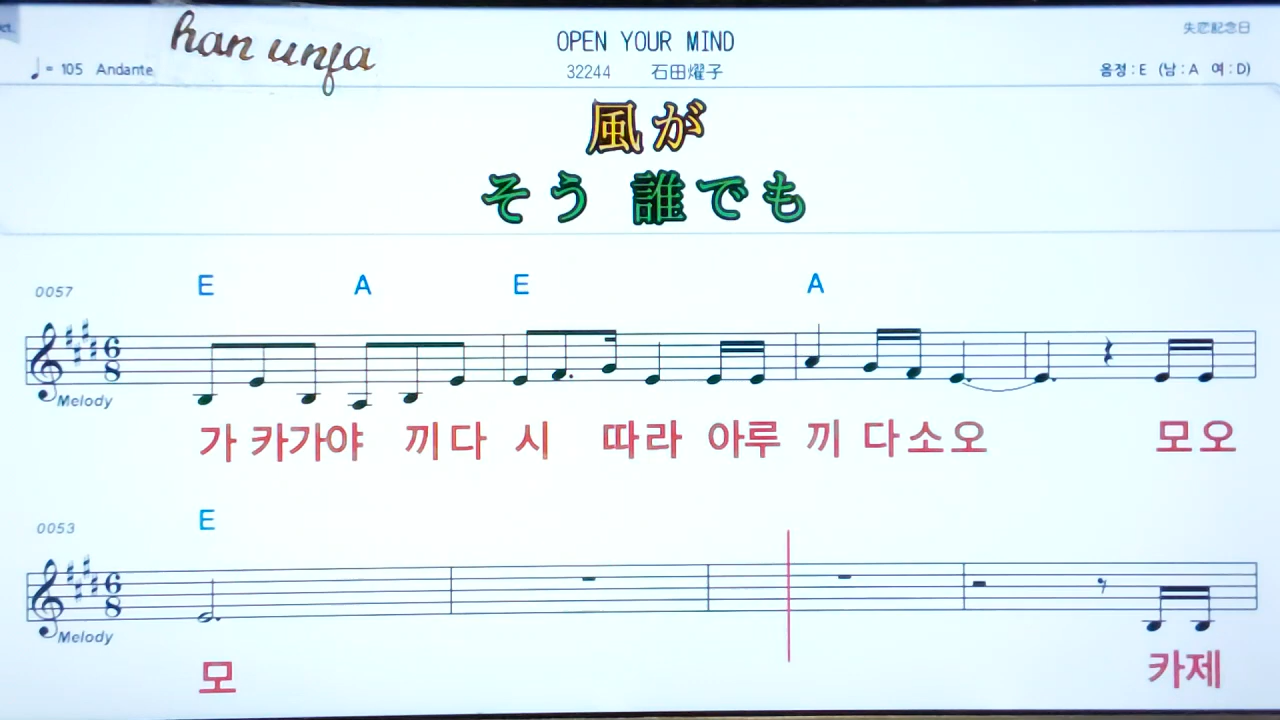 han unja
OPEN YOUR MIND
失恋記念日
♩= 105 Andante
32244 石田燿子
음정 : E (남 : A 여 : D)
風が
そう 誰でも
E A E A
0057
Melody
가 카가야 끼다 시 따라 아루 끼 다소오 모오
E
0053
Melody
모 카제